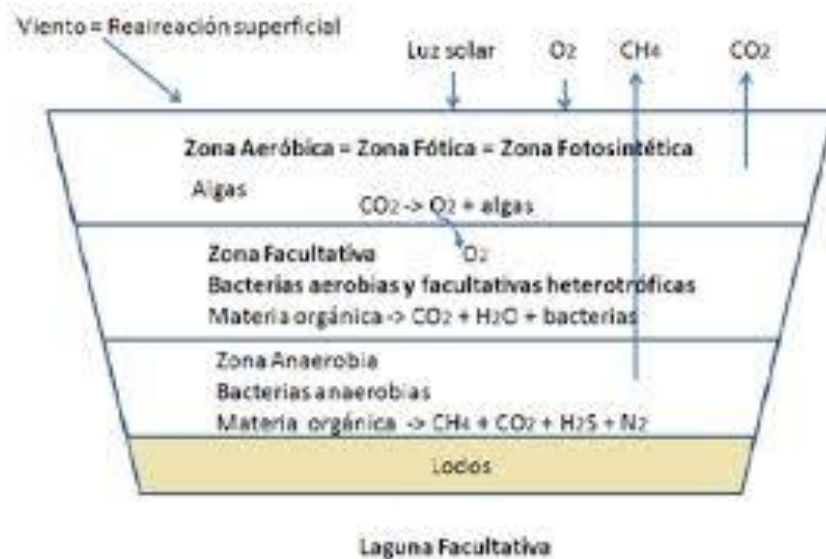 Viento = Reaireación superficial
Luz solar O2 CH4 CO2
Zona Aeróbica = Zona Fótica = Zona Fotosintética
Algas
CO2 -> O2 + algas
Zona Facultativa O2
Bacterias aerobias y facultativas heterotróficas
Materia orgánica -> CO2 + H2O + bacterias
Zona Anaerobia
Bacterias anaerobias
Materia orgánica -> CH4 + CO2 + H2S + N2
Lodos
Laguna Facultativa